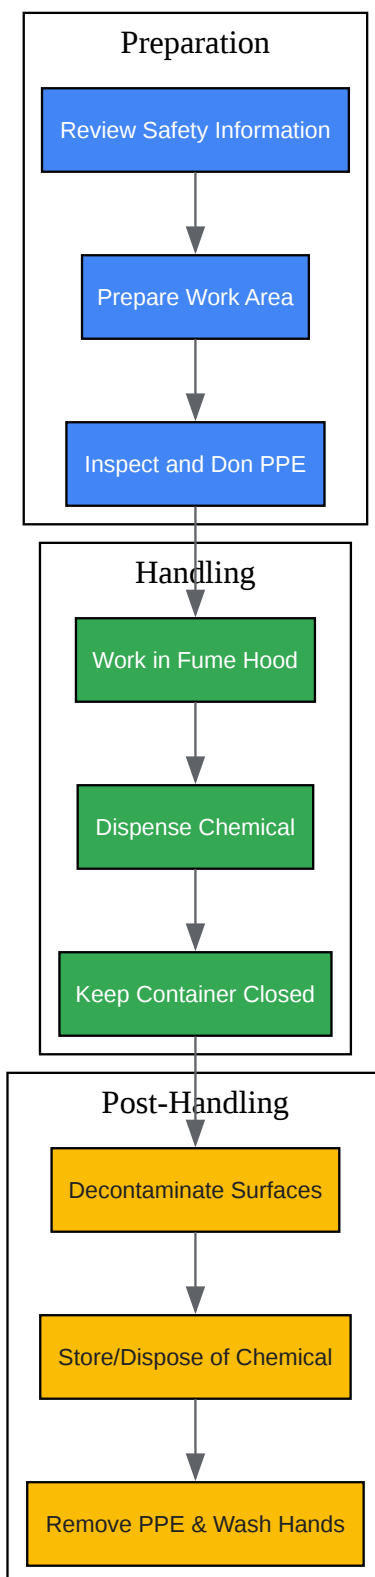 Preparation
Review Safety Information
Prepare Work Area
Inspect and Don PPE
Handling
Work in Fume Hood
Dispense Chemical
Keep Container Closed
Post-Handling
Decontaminate Surfaces
Store/Dispose of Chemical
Remove PPE & Wash Hands